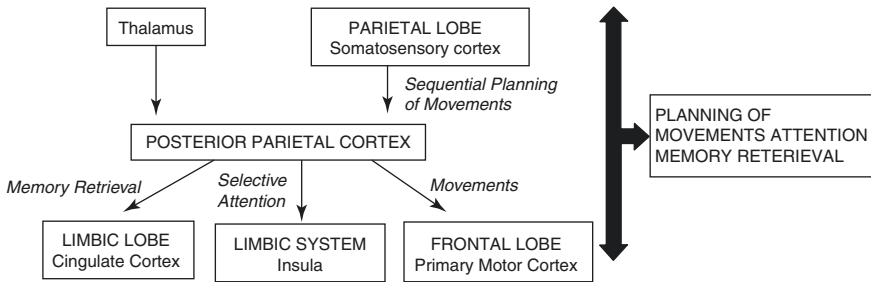 Thalamus
PARIETAL LOBE
Somatosensory cortex
Sequential Planning
of Movements
POSTERIOR PARIETAL CORTEX
PLANNING OF
MOVEMENTS ATTENTION
MEMORY RETERIEVAL
Memory Retrieval
Selective
Attention
Movements
LIMBIC LOBE
Cingulate Cortex
LIMBIC SYSTEM
Insula
FRONTAL LOBE
Primary Motor Cortex